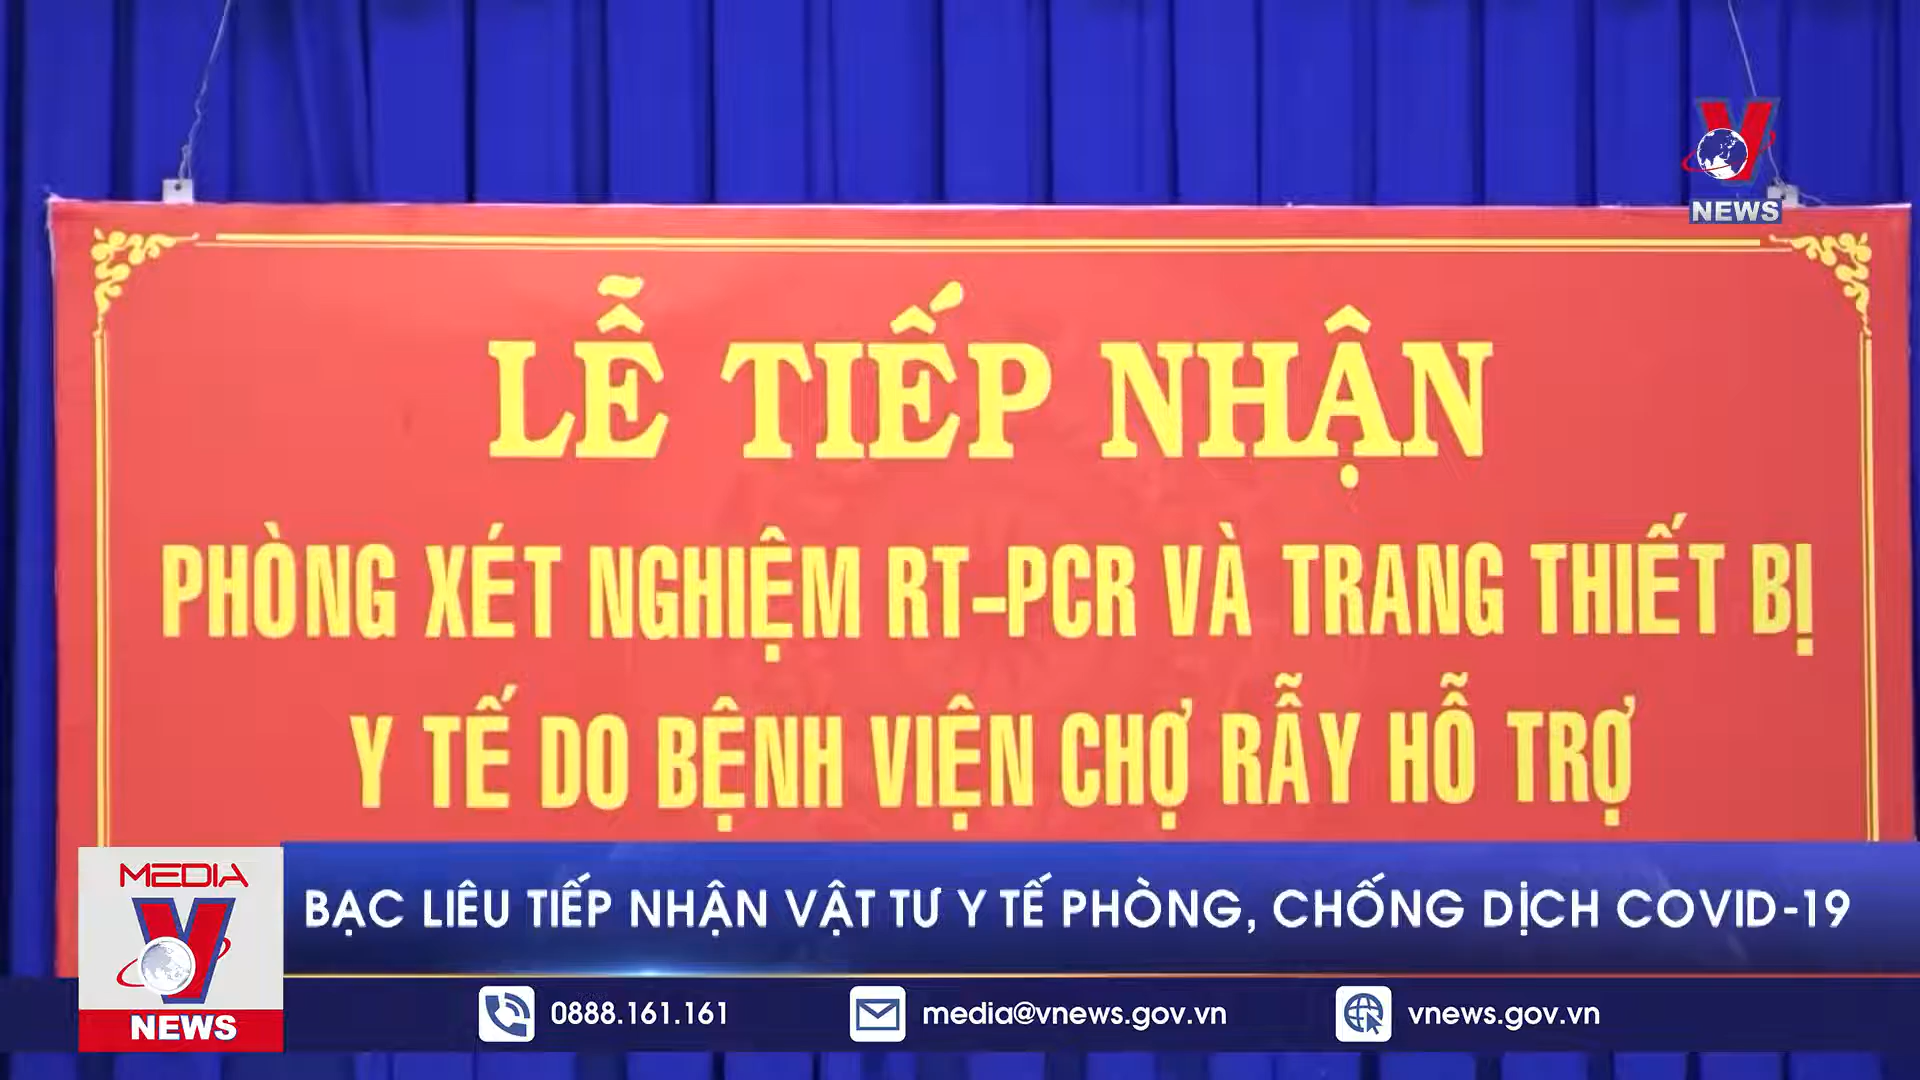 V
NEWS
LỄ TIẾP NHẬN
PHÒNG XÉT NGHIỆM RT-PCR VÀ TRANG THIẾT BỊ
Y TẾ DO BỆNH VIỆN CHỢ RẪY HỖ TRỢ
MEDIA
V
NEWS
BẠC LIÊU TIẾP NHẬN VẬT TƯ Y TẾ PHÒNG, CHỐNG DỊCH COVID-19
0888.161.161
media@vnews.gov.vn
vnews.gov.vn